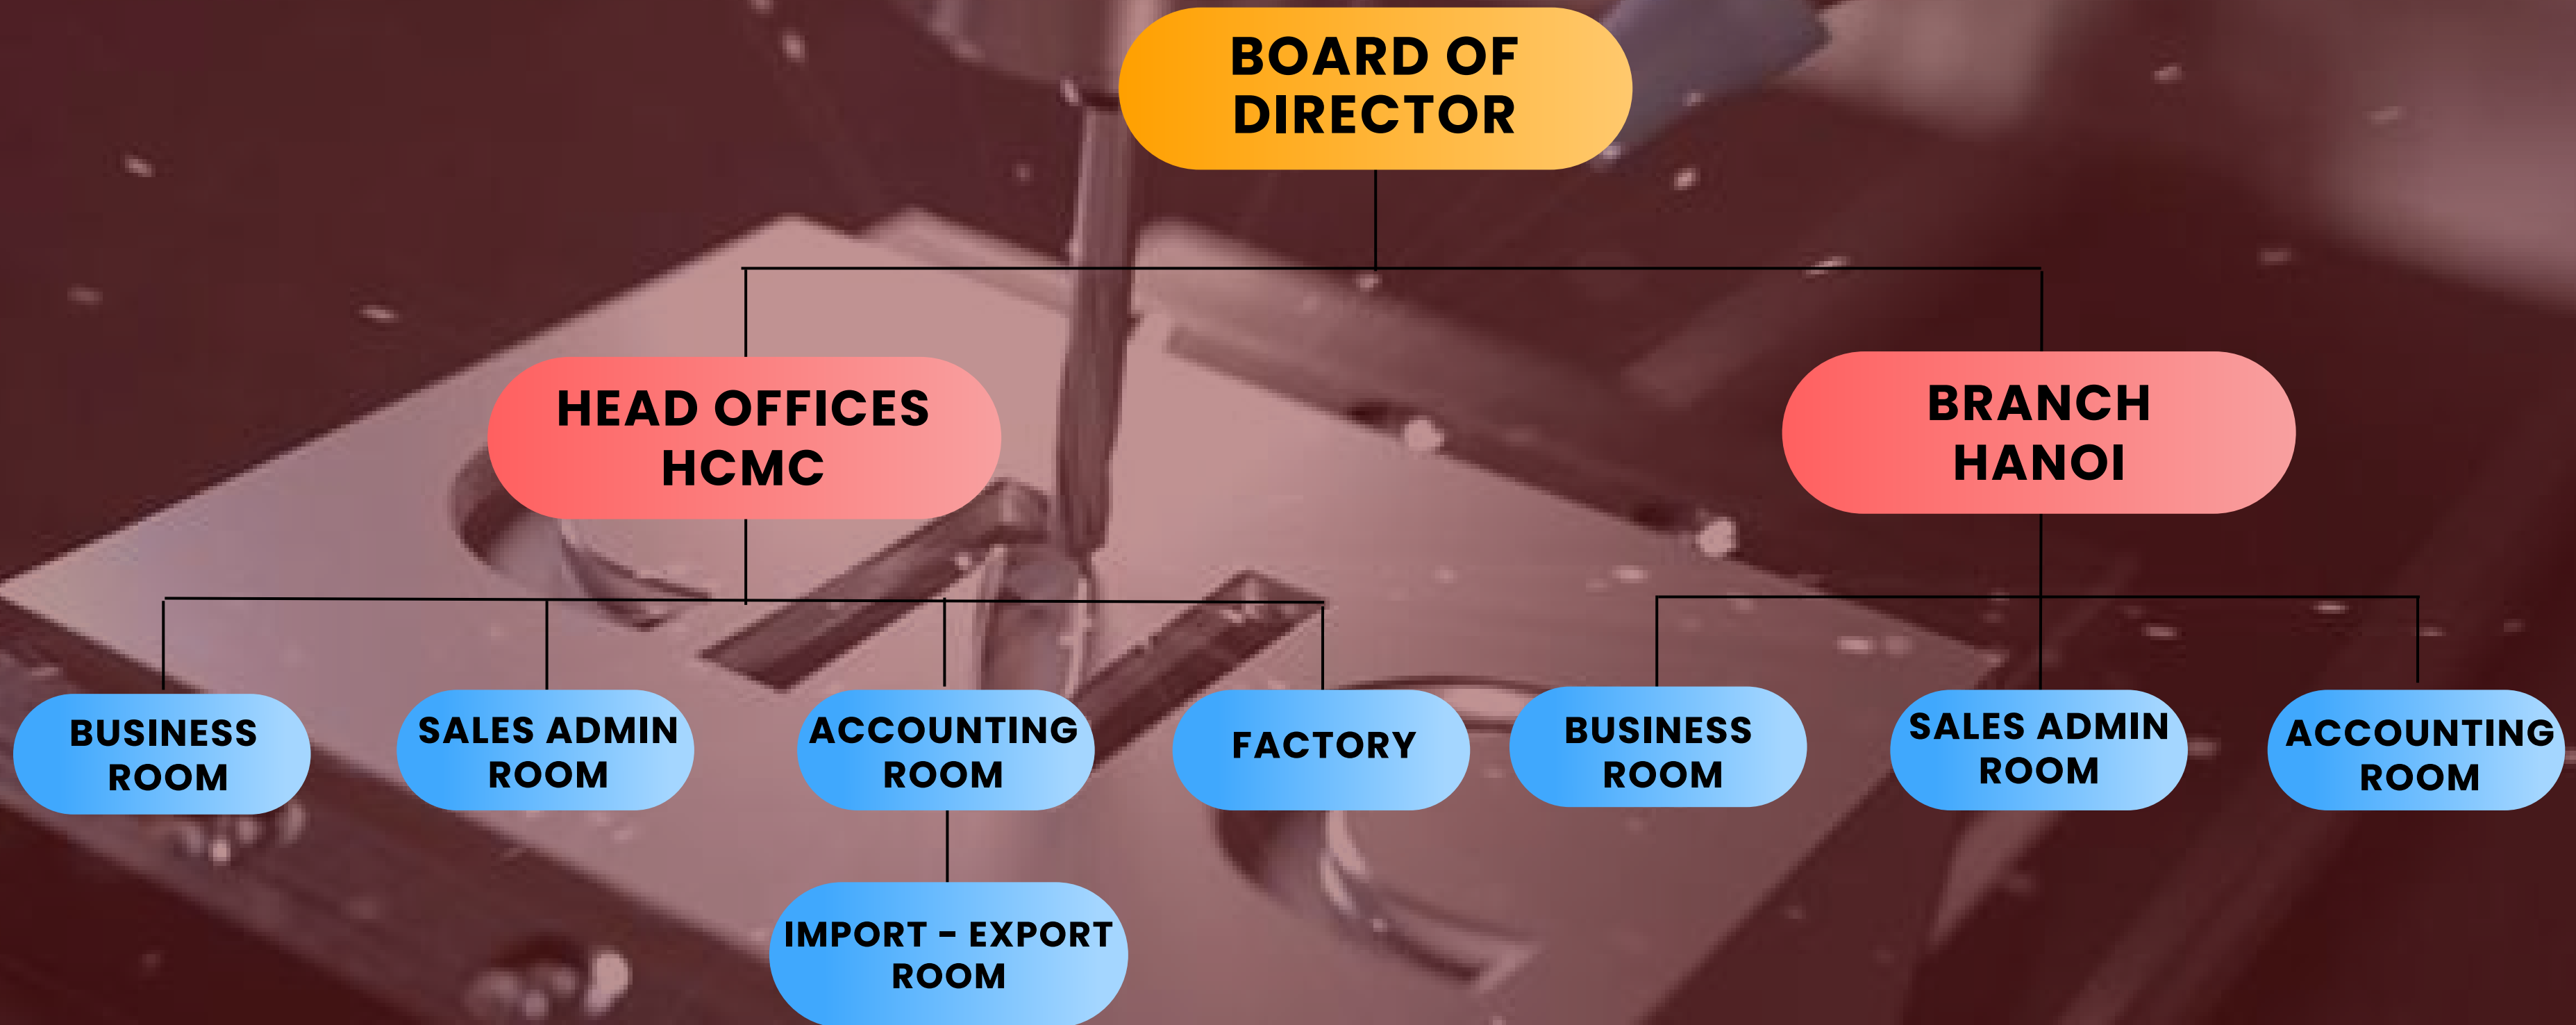 BOARD OF
DIRECTOR
HEAD OFFICES
HCMC
BRANCH
HANOI
BUSINESS
ROOM
SALES ADMIN
ROOM
ACCOUNTING
ROOM
FACTORY
BUSINESS
ROOM
SALES ADMIN
ROOM
ACCOUNTING
ROOM
IMPORT - EXPORT
ROOM